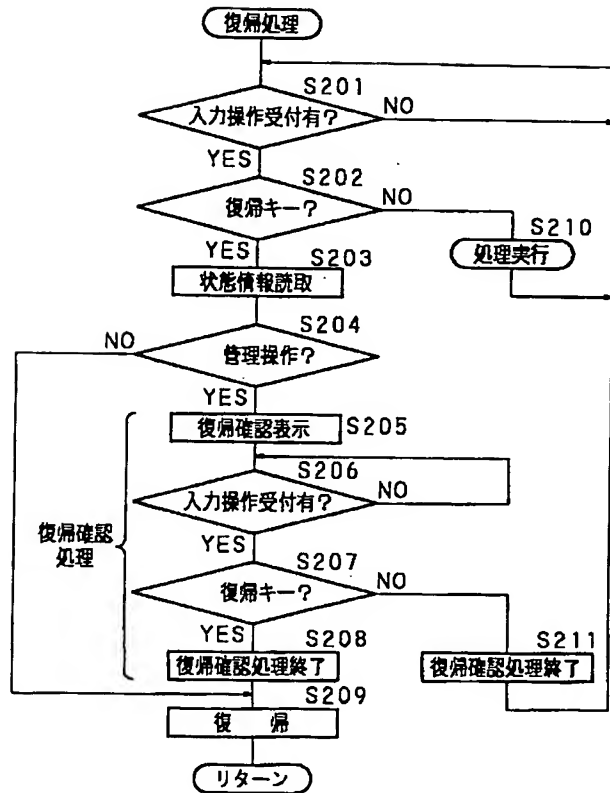 復帰処理
S201
入力操作受付有？
NO
YES
S202
復帰キー？
NO
S210
処理実行
YES
S203
状態情報読取
S204
NO
管理操作？
YES
復帰確認表示
S205
S206
入力操作受付有？
NO
復帰確認
処理
YES
S207
復帰キー？
NO
YES
S208
復帰確認処理終了
S211
復帰確認処理終了
S209
復 帰
リターン